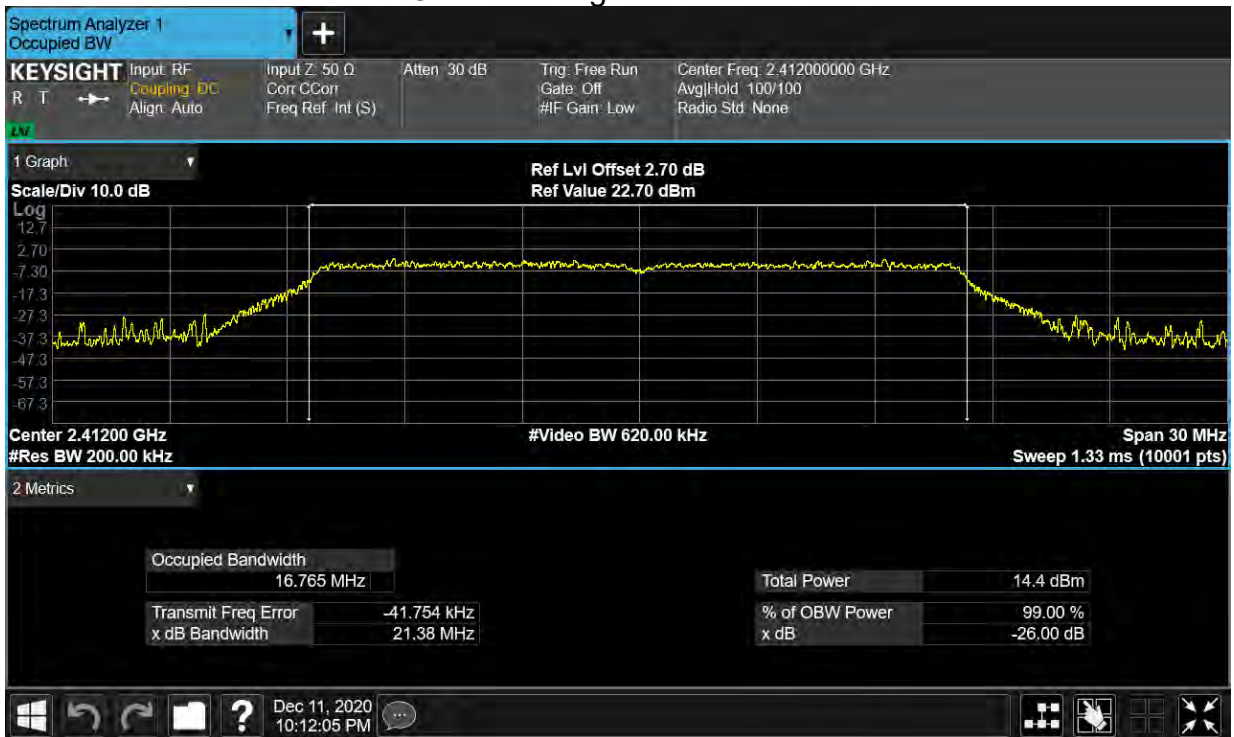 Spectrum Analyzer 1
Occupied BW
+
KEYSIGHT Input: RF Input Z: 50 Ω Atten: 30 dB Trig: Free Run Center Freq: 2.412000000 GHz
R T Coupling: DC Corr CCorr Gate: Off Avg|Hold: 100/100
Align: Auto Freq Ref: Int (S) #IF Gain: Low Radio Std: None
1 Graph
Ref Lvl Offset 2.70 dB
Scale/Div 10.0 dB Ref Value 22.70 dBm
Log
12.7
2.70
-7.30
-17.3
-27.3
-37.3
-47.3
-57.3
-67.3
Center 2.41200 GHz #Video BW 620.00 kHz Span 30 MHz
#Res BW 200.00 kHz Sweep 1.33 ms (10001 pts)
2 Metrics
Occupied Bandwidth
16.765 MHz Total Power 14.4 dBm
Transmit Freq Error -41.754 kHz % of OBW Power 99.00 %
x dB Bandwidth 21.38 MHz x dB -26.00 dB
? Dec 11, 2020
10:12:05 PM